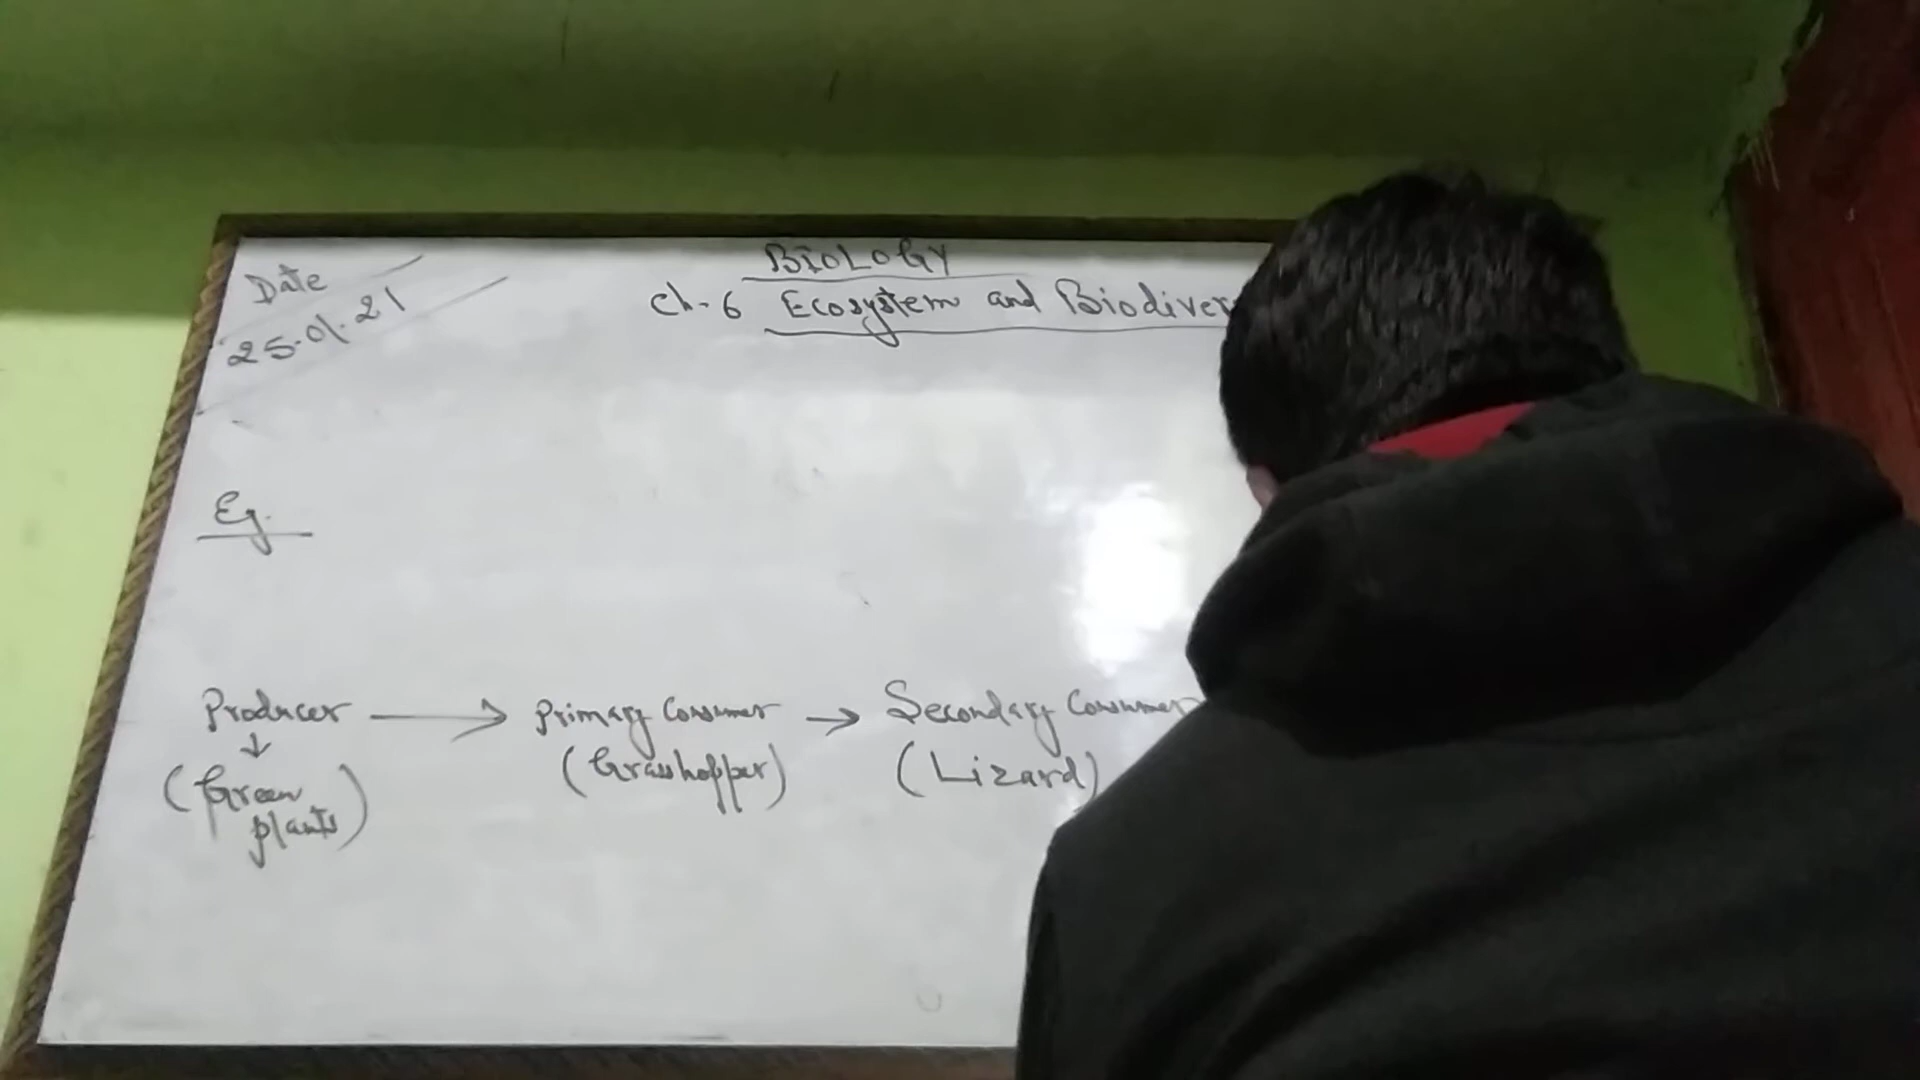 BIOLOGY
Date
25.01.21
Ch-6 Ecosystem and Biodiver
Eg.
Producer → Primary Consumer → Secondary Consumer
↓
(Green plants) (Grasshopper) (Lizard)